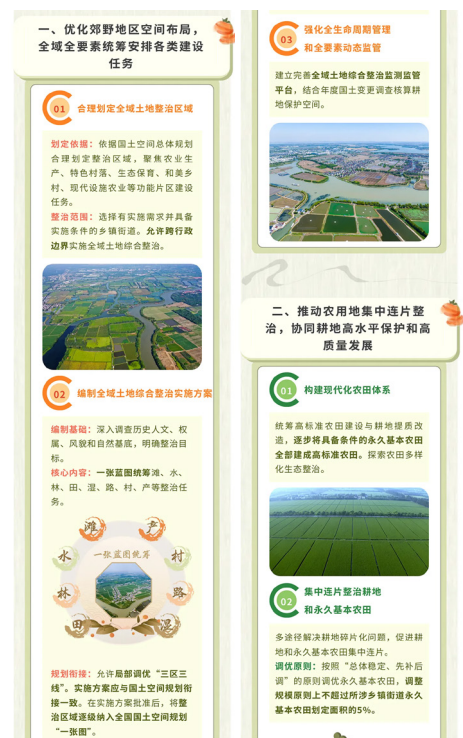 一、优化郊野地区空间布局，
全域全要素统筹安排各类建设
任务
01 合理划定全域土地整治区域
划定依据：依据国土空间总体规划
合理划定整治区域，聚焦农业生
产、特色村落、生态保育、和美乡
村、现代设施农业等功能片区建设
任务。
整治范围：选择有实施需求并具备
实施条件的乡镇街道。允许跨行政
边界实施全域土地综合整治。
02 编制全域土地综合整治实施方案
编制基础：深入调查历史人文、权
属、风貌和自然基底，明确整治目
标。
核心内容：一张蓝图统筹滩、水、
林、田、湿、路、村、产等整治任
务。
滩 产
水 一张蓝图统筹 村
林 路
田 湿
规划衔接：允许局部调优“三区三
线”。实施方案应与国土空间规划衔
接一致。在实施方案批准后，将整
治区域逐级纳入全国国土空间规划
“一张图”。
03 强化全生命周期管理
和全要素动态监管
建立完善全域土地综合整治监测监管
平台，结合年度国土变更调查核算耕
地保护空间。
二、推动农用地集中连片整
治，协同耕地高水平保护和高
质量发展
01 构建现代化农田体系
统筹高标准农田建设与耕地提质改
造，逐步将具备条件的永久基本农田
全部建成高标准农田。探索农田多样
化生态整治。
02 集中连片整治耕地
和永久基本农田
多途径解决耕地碎片化问题，促进耕
地和永久基本农田集中连片。
调优原则：按照“总体稳定、先补后
调”的原则调优永久基本农田，调整
规模原则上不超过所涉乡镇街道永久
基本农田划定面积的5%。